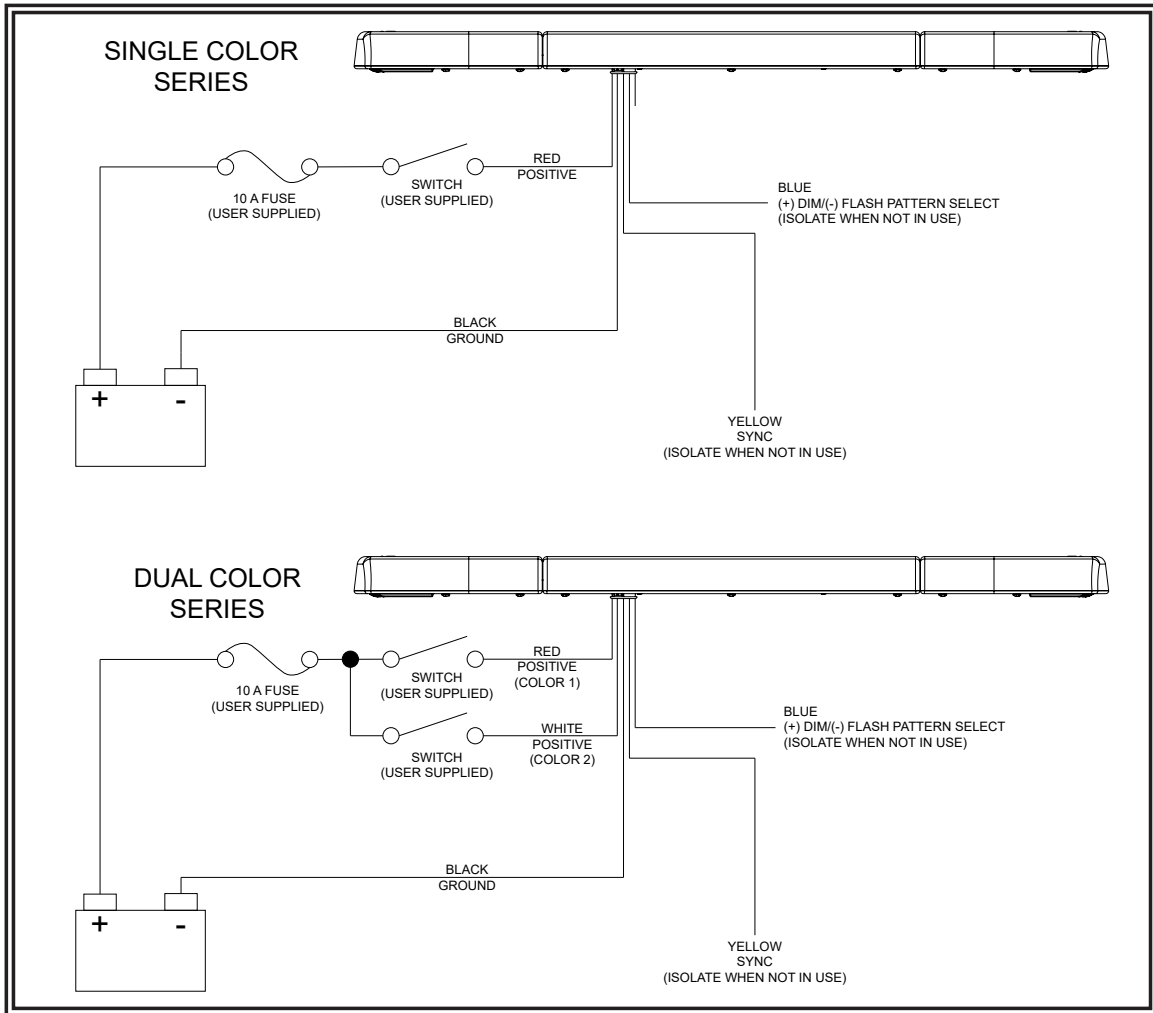 SINGLE COLOR
SERIES
RED
POSITIVE
10 A FUSE
(USER SUPPLIED)
SWITCH
(USER SUPPLIED)
BLUE
(+) DIM/(-) FLASH PATTERN SELECT
(ISOLATE WHEN NOT IN USE)
BLACK
GROUND
+ -
YELLOW
SYNC
(ISOLATE WHEN NOT IN USE)
DUAL COLOR
SERIES
RED
POSITIVE
(COLOR 1)
10 A FUSE
(USER SUPPLIED)
SWITCH
(USER SUPPLIED)
WHITE
POSITIVE
(COLOR 2)
SWITCH
(USER SUPPLIED)
BLUE
(+) DIM/(-) FLASH PATTERN SELECT
(ISOLATE WHEN NOT IN USE)
BLACK
GROUND
+ -
YELLOW
SYNC
(ISOLATE WHEN NOT IN USE)